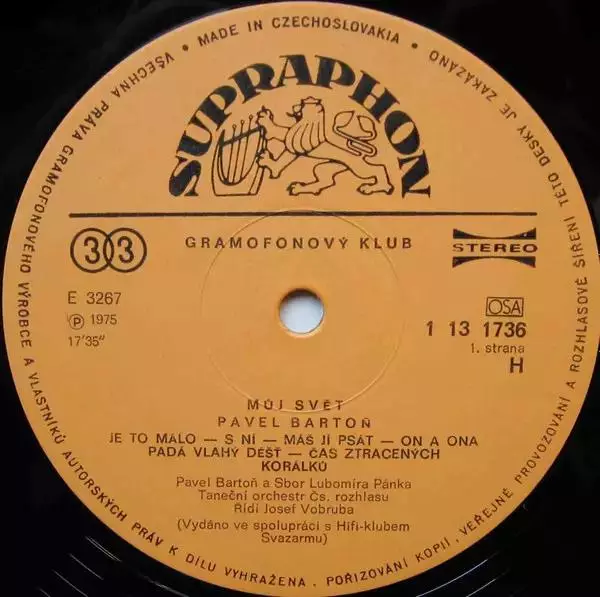 VŠECHNA PRÁVA GRAMOFONOVÉHO VÝROBCE A VLASTNÍKŮ AUTORSKÝCH PRÁV K DÍLU VYHRAŽENA. POŘIZOVÁNÍ KOPIÍ, VEŘEJNÉ PROVOZOVÁNÍ A ROZHLASOVÉ ŠÍŘENÍ TÉTO DESKY JE ZAKÁZÁNO • MADE IN CZECHOSLOVAKIA •
SUPRAPHON
33 GRAMOFONOVÝ KLUB STEREO
E 3267
Ⓟ 1975
17'35"
OSA
1 13 1736
1. strana
H
MŮJ SVĚT
PAVEL BARTOŇ
JE TO MÁLO — S NÍ — MÁŠ JÍ PSÁT — ON A ONA
PADÁ VLAHÝ DÉŠŤ — ČAS ZTRACENÝCH
KORÁLKŮ
Pavel Bartoň a Sbor Lubomíra Pánka
Taneční orchestr Čs. rozhlasu
Řídí Josef Vobruba
(Vydáno ve spolupráci s Hifi-klubem
Svazarmu)